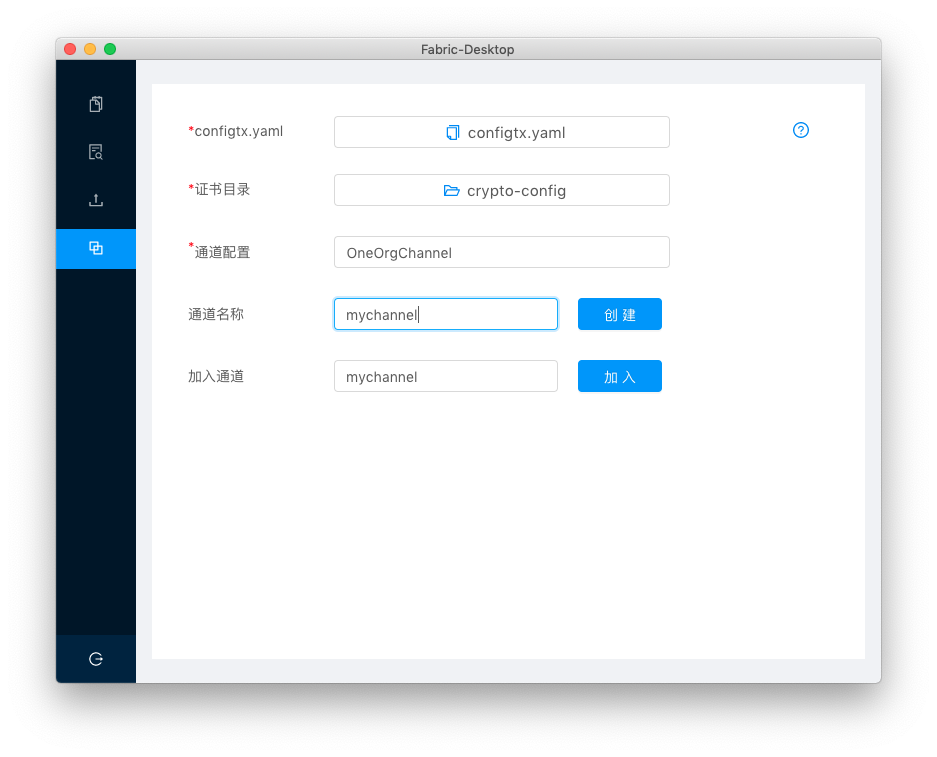 Fabric-Desktop
*configtx.yaml configtx.yaml
*证书目录 crypto-config
*通道配置 OneOrgChannel
通道名称 mychannel 创 建
加入通道 mychannel 加 入